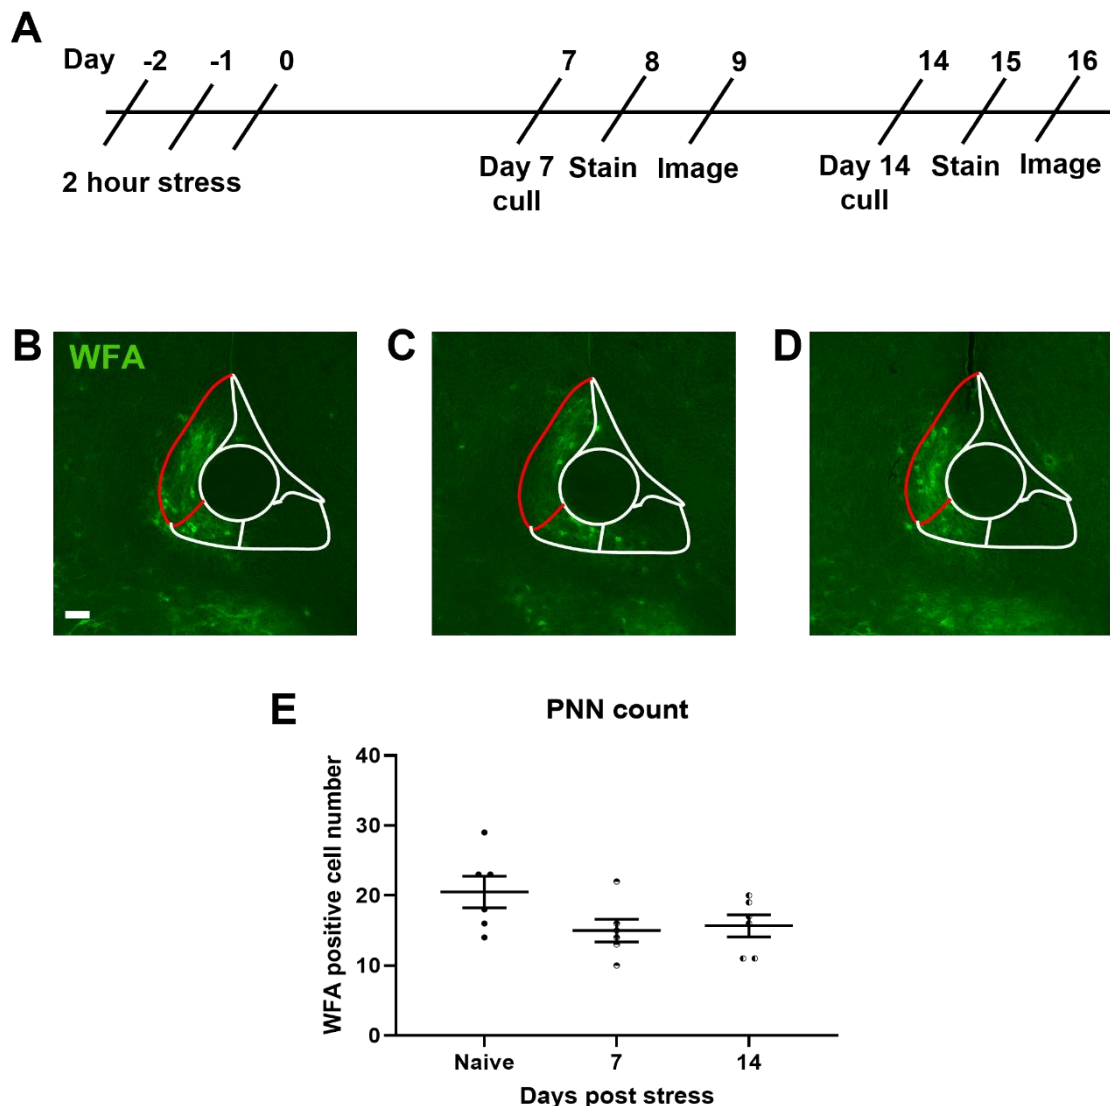 A
Day -2 -1 0 7 8 9 14 15 16
2 hour stress
Day 7 cull
Stain
Image
Day 14 cull
Stain
Image
B
WFA
C
D
E
PNN count
WFA positive cell number
40
30
20
10
0
Naive 7 14
Days post stress